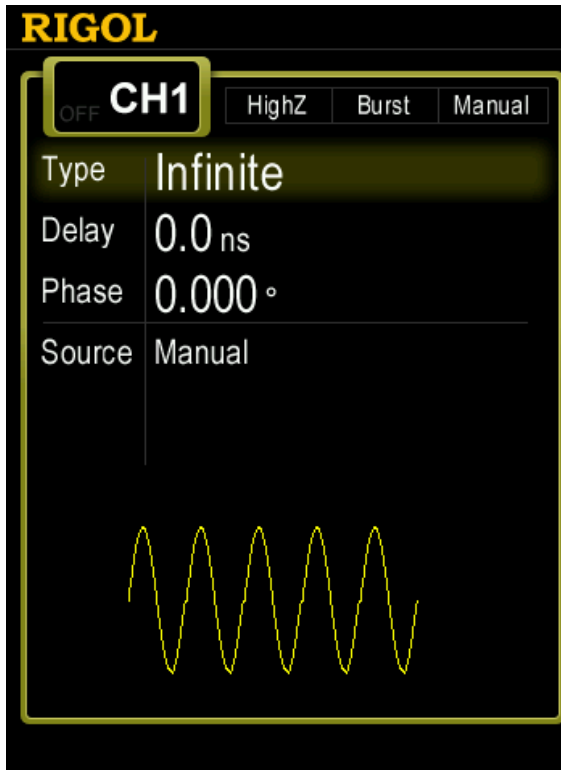 RIGOL
OFF CH1 HighZ Burst Manual
Type Infinite
Delay 0.0 ns
Phase 0.000 °
Source Manual